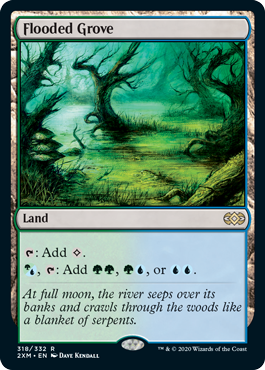 Flooded Grove
Land
: Add .
, : Add , , or .
At full moon, the river seeps over its
banks and crawls through the woods like
a blanket of serpents.
318/332 R
2XM • EN DAVE KENDALL
™ & © 2020 Wizards of the Coast